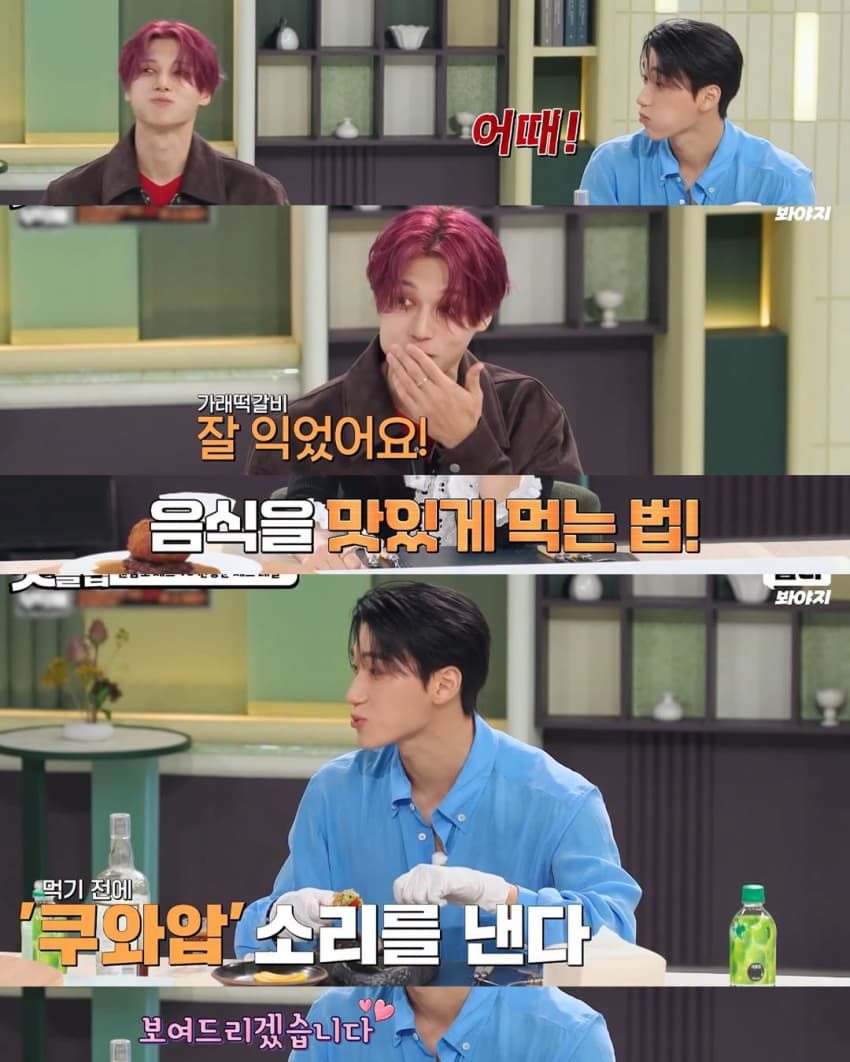 어때!
봐야지
가래떡갈비
잘 익었어요!
음식을 맛있게 먹는 법!
봐야지
먹기 전에
'쿠와압' 소리를 낸다
보여드리겠습니다